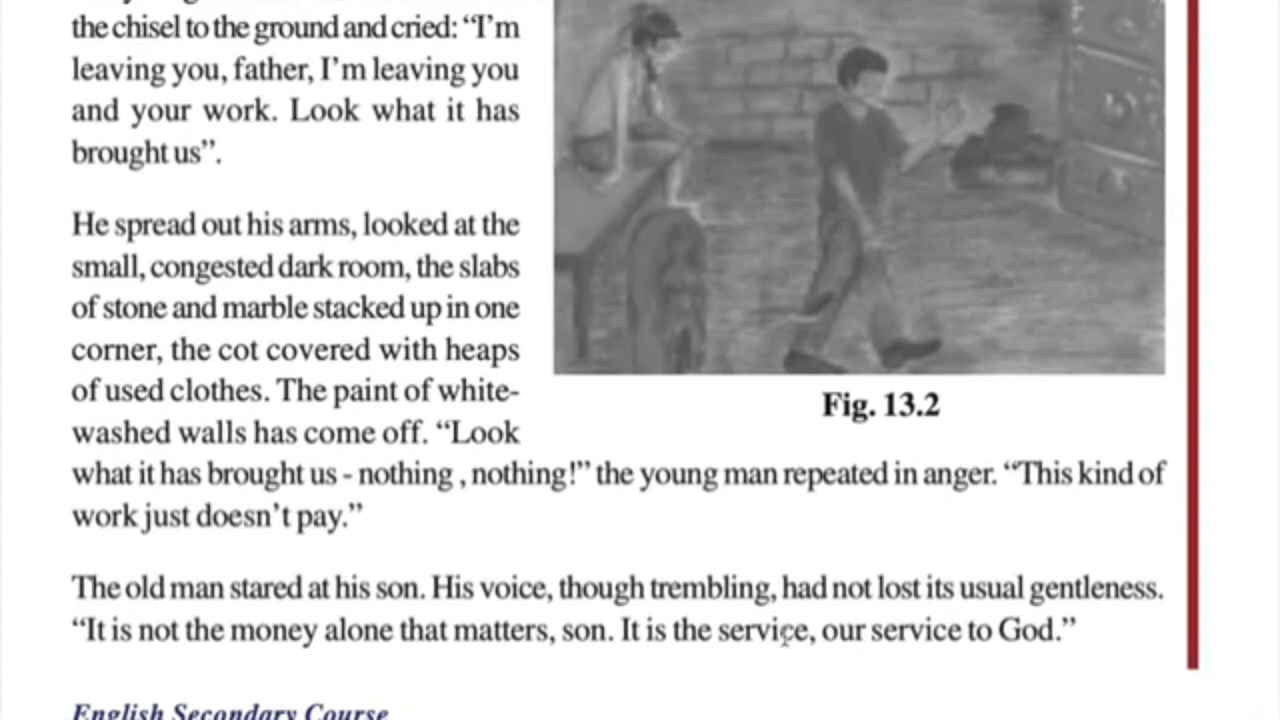 the chisel to the ground and cried: “I’m
leaving you, father, I’m leaving you
and your work. Look what it has
brought us”.
He spread out his arms, looked at the
small, congested dark room, the slabs
of stone and marble stacked up in one
corner, the cot covered with heaps
of used clothes. The paint of white-
washed walls has come off. “Look
what it has brought us - nothing , nothing!” the young man repeated in anger. “This kind of
work just doesn’t pay.”
Fig. 13.2
The old man stared at his son. His voice, though trembling, had not lost its usual gentleness.
“It is not the money alone that matters, son. It is the service, our service to God.”
English Secondary Course